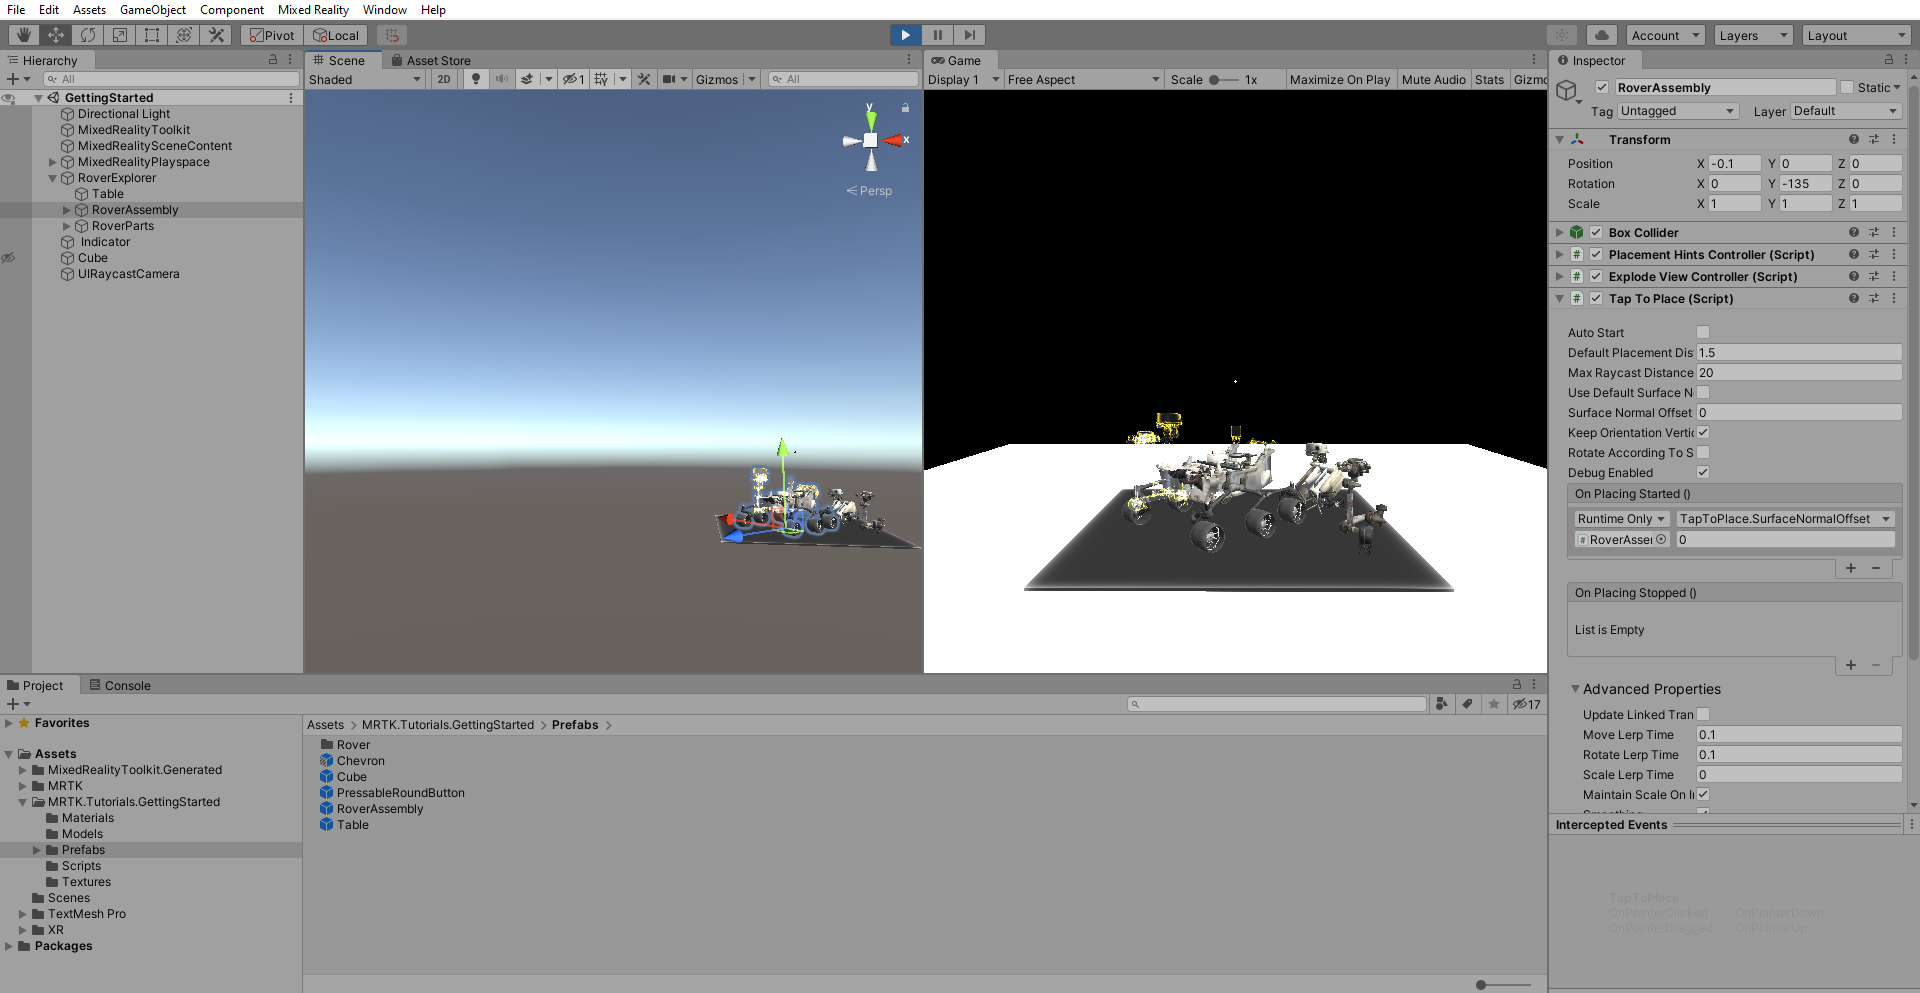 File Edit Assets GameObject Component Mixed Reality Window Help
Pivot Local Account Layers Layout
Hierarchy
All
GettingStarted
Directional Light
MixedRealityToolkit
MixedRealitySceneContent
MixedRealityPlayspace
RoverExplorer
Table
RoverAssembly
RoverParts
Indicator
Cube
UIRaycastCamera
Scene Asset Store
Shaded 2D 1 Gizmos All
y
x
Persp
Game
Display 1 Free Aspect Scale 1x Maximize On Play Mute Audio Stats Gizmo
Inspector
RoverAssembly Static
Tag Untagged Layer Default
Transform
Position X -0.1 Y 0 Z 0
Rotation X 0 Y -135 Z 0
Scale X 1 Y 1 Z 1
Box Collider
# Placement Hints Controller (Script)
# Explode View Controller (Script)
# Tap To Place (Script)
Auto Start
Default Placement Dis 1.5
Max Raycast Distance 20
Use Default Surface N
Surface Normal Offset 0
Keep Orientation Vertic
Rotate According To S
Debug Enabled
On Placing Started ()
Runtime Only TapToPlace.SurfaceNormalOffset
# RoverAsser 0
+ −
On Placing Stopped ()
List is Empty
+ −
Advanced Properties
Update Linked Tran
Move Lerp Time 0.1
Rotate Lerp Time 0.1
Scale Lerp Time 0
Maintain Scale On I
Intercepted Events
TapToPlace
OnPointerClicked OnPointerDown
OnPointerDragged OnPointerUp
Project Console
17
Favorites
Assets
MixedRealityToolkit.Generated
MRTK
MRTK.Tutorials.GettingStarted
Materials
Models
Prefabs
Scripts
Textures
Scenes
TextMesh Pro
XR
Packages
Assets > MRTK.Tutorials.GettingStarted > Prefabs >
Rover
Chevron
Cube
PressableRoundButton
RoverAssembly
Table